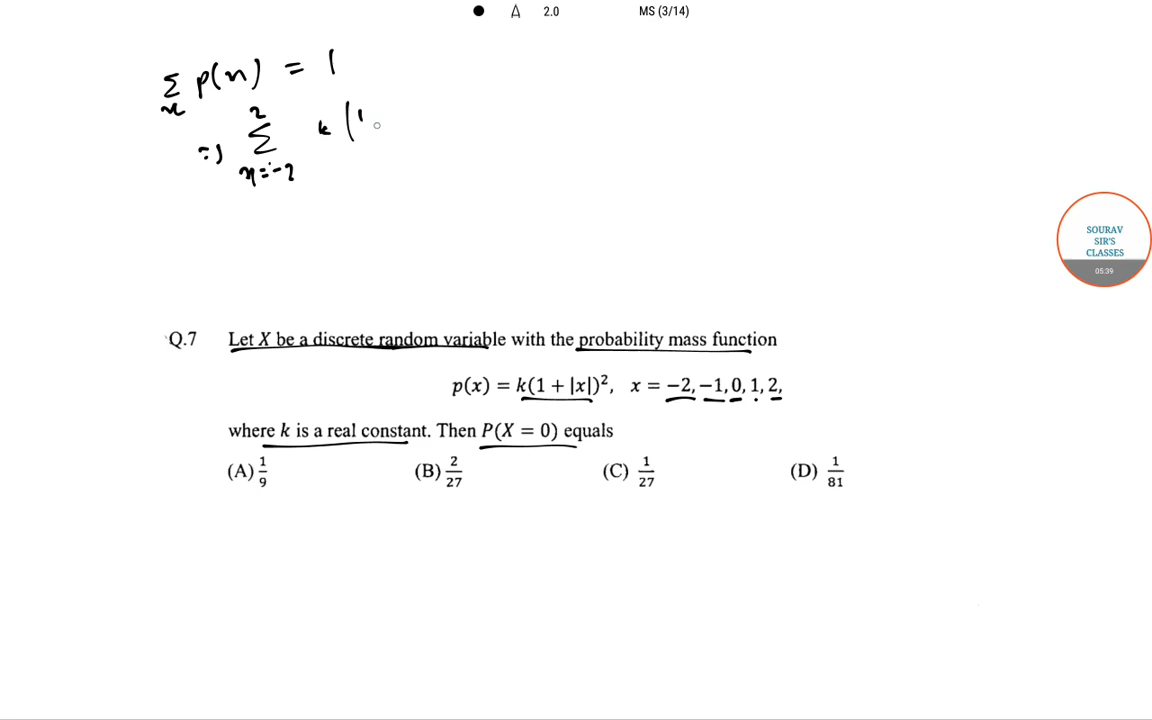 2.0 MS (3/14)
Σ p(x) = 1
x
=> Σ k (1
2
x=-2
SOURAV
SIR'S
CLASSES
05:39
Q.7 Let X be a discrete random variable with the probability mass function
p(x) = k(1 + |x|)², x = −2, −1, 0, 1, 2,
where k is a real constant. Then P(X = 0) equals
(A) 1/9 (B) 2/27 (C) 1/27 (D) 1/81